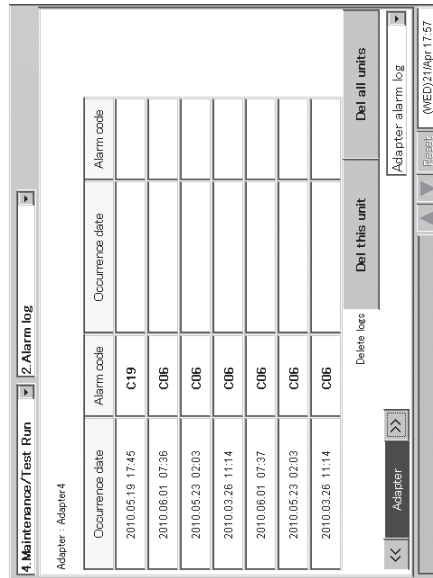 4.Maintenance/Test Run 2.Alarm log
Adapter : Adapter4
Occurrence date Alarm code Occurrence date Alarm code
2010.05.19 17:45 C19
2010.06.01 07:36 C06
2010.05.23 02:03 C06
2010.03.26 11:14 C06
2010.06.01 07:37 C06
2010.05.23 02:03 C06
2010.03.26 11:14 C06
Delete logs Del this unit Del all units
<< Adapter >> Adapter alarm log
Reset (WED)21/Apr 17:57